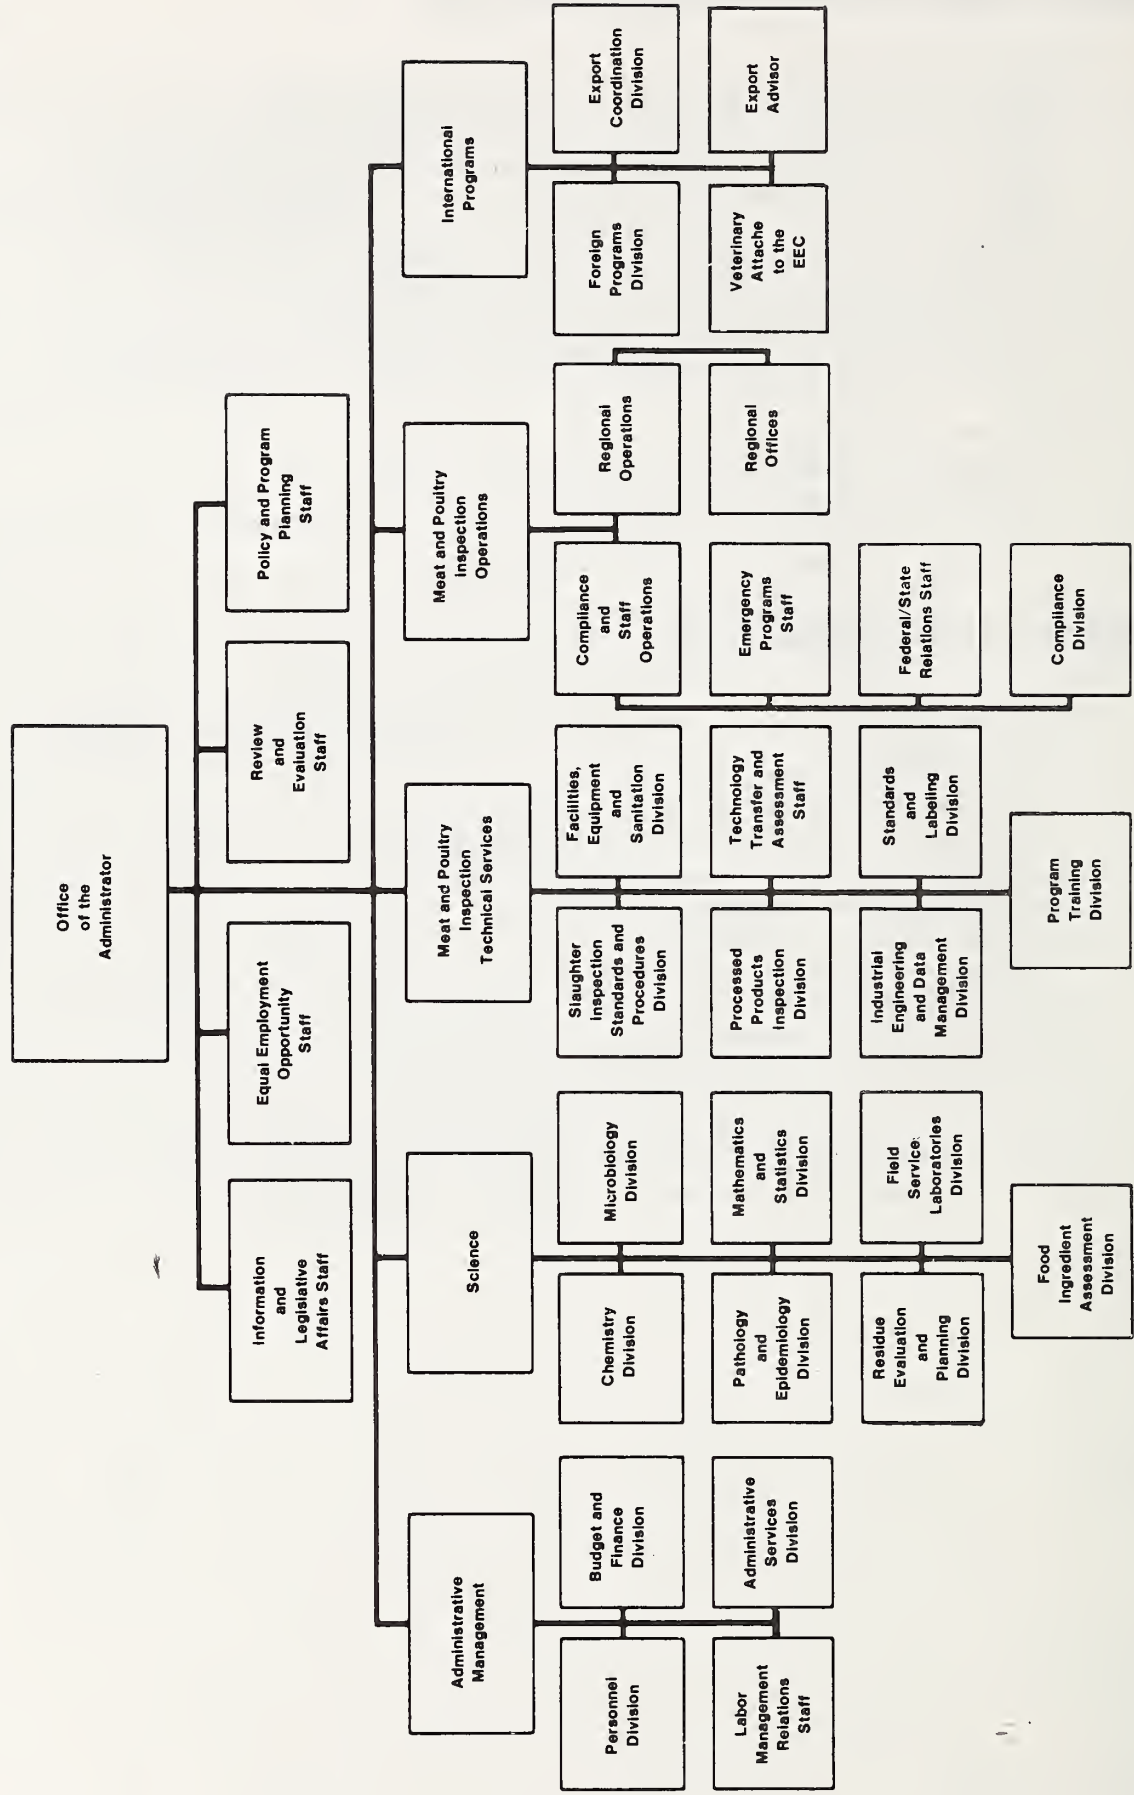 Office
of the
Administrator
Information
and
Legislative
Affairs Staff
Equal Employment
Opportunity
Staff
Review
and
Evaluation
Staff
Policy and Program
Planning
Staff
Administrative
Management
Science
Meat and Poultry
Inspection
Technical Services
Meat and Poultry
Inspection
Operations
International
Programs
Personnel
Division
Budget and
Finance
Division
Labor
Management
Relations
Staff
Administrative
Services
Division
Chemistry
Division
Microbiology
Division
Pathology
and
Epidemiology
Division
Mathematics
and
Statistics
Division
Residue
Evaluation
and
Planning
Division
Field
Service
Laboratories
Division
Food
Ingredient
Assessment
Division
Slaughter
Inspection
Standards and
Procedures
Division
Facilities,
Equipment
and
Sanitation
Division
Processed
Products
Inspection
Division
Technology
Transfer and
Assessment
Staff
Industrial
Engineering
and Data
Management
Division
Standards
and
Labeling
Division
Program
Training
Division
Compliance
and
Staff
Operations
Regional
Operations
Emergency
Programs
Staff
Regional
Offices
Federal/State
Relations Staff
Compliance
Division
Foreign
Programs
Division
Export
Coordination
Division
Veterinary
Attache
to the
EEC
Export
Advisor